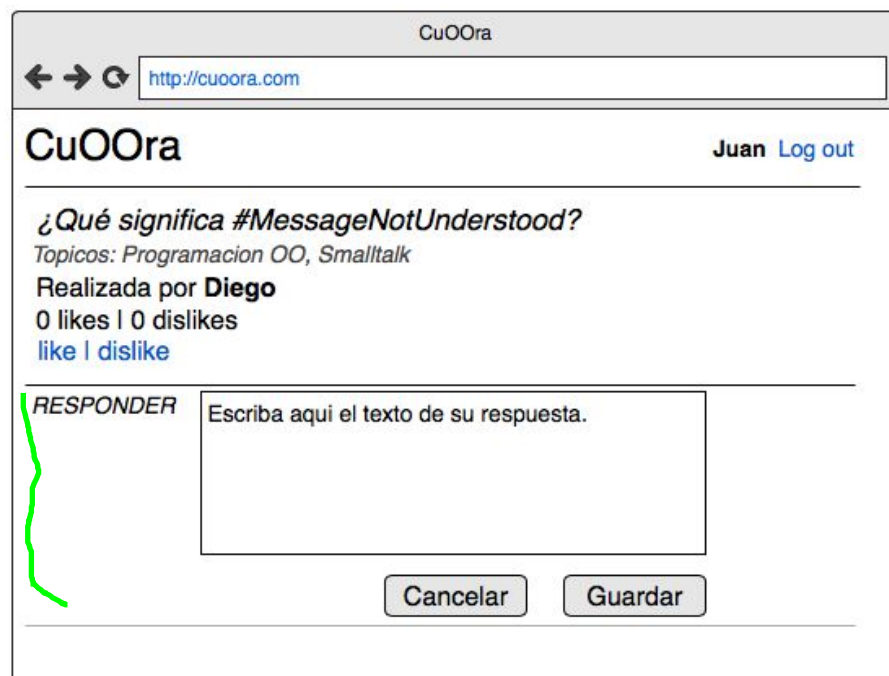 CuOOra
http://cuoora.com
CuOOra
Juan Log out
¿Qué significa #MessageNotUnderstood?
Topicos: Programacion OO, Smalltalk
Realizada por Diego
0 likes | 0 dislikes
like | dislike
RESPONDER
Escriba aqui el texto de su respuesta.
Cancelar Guardar